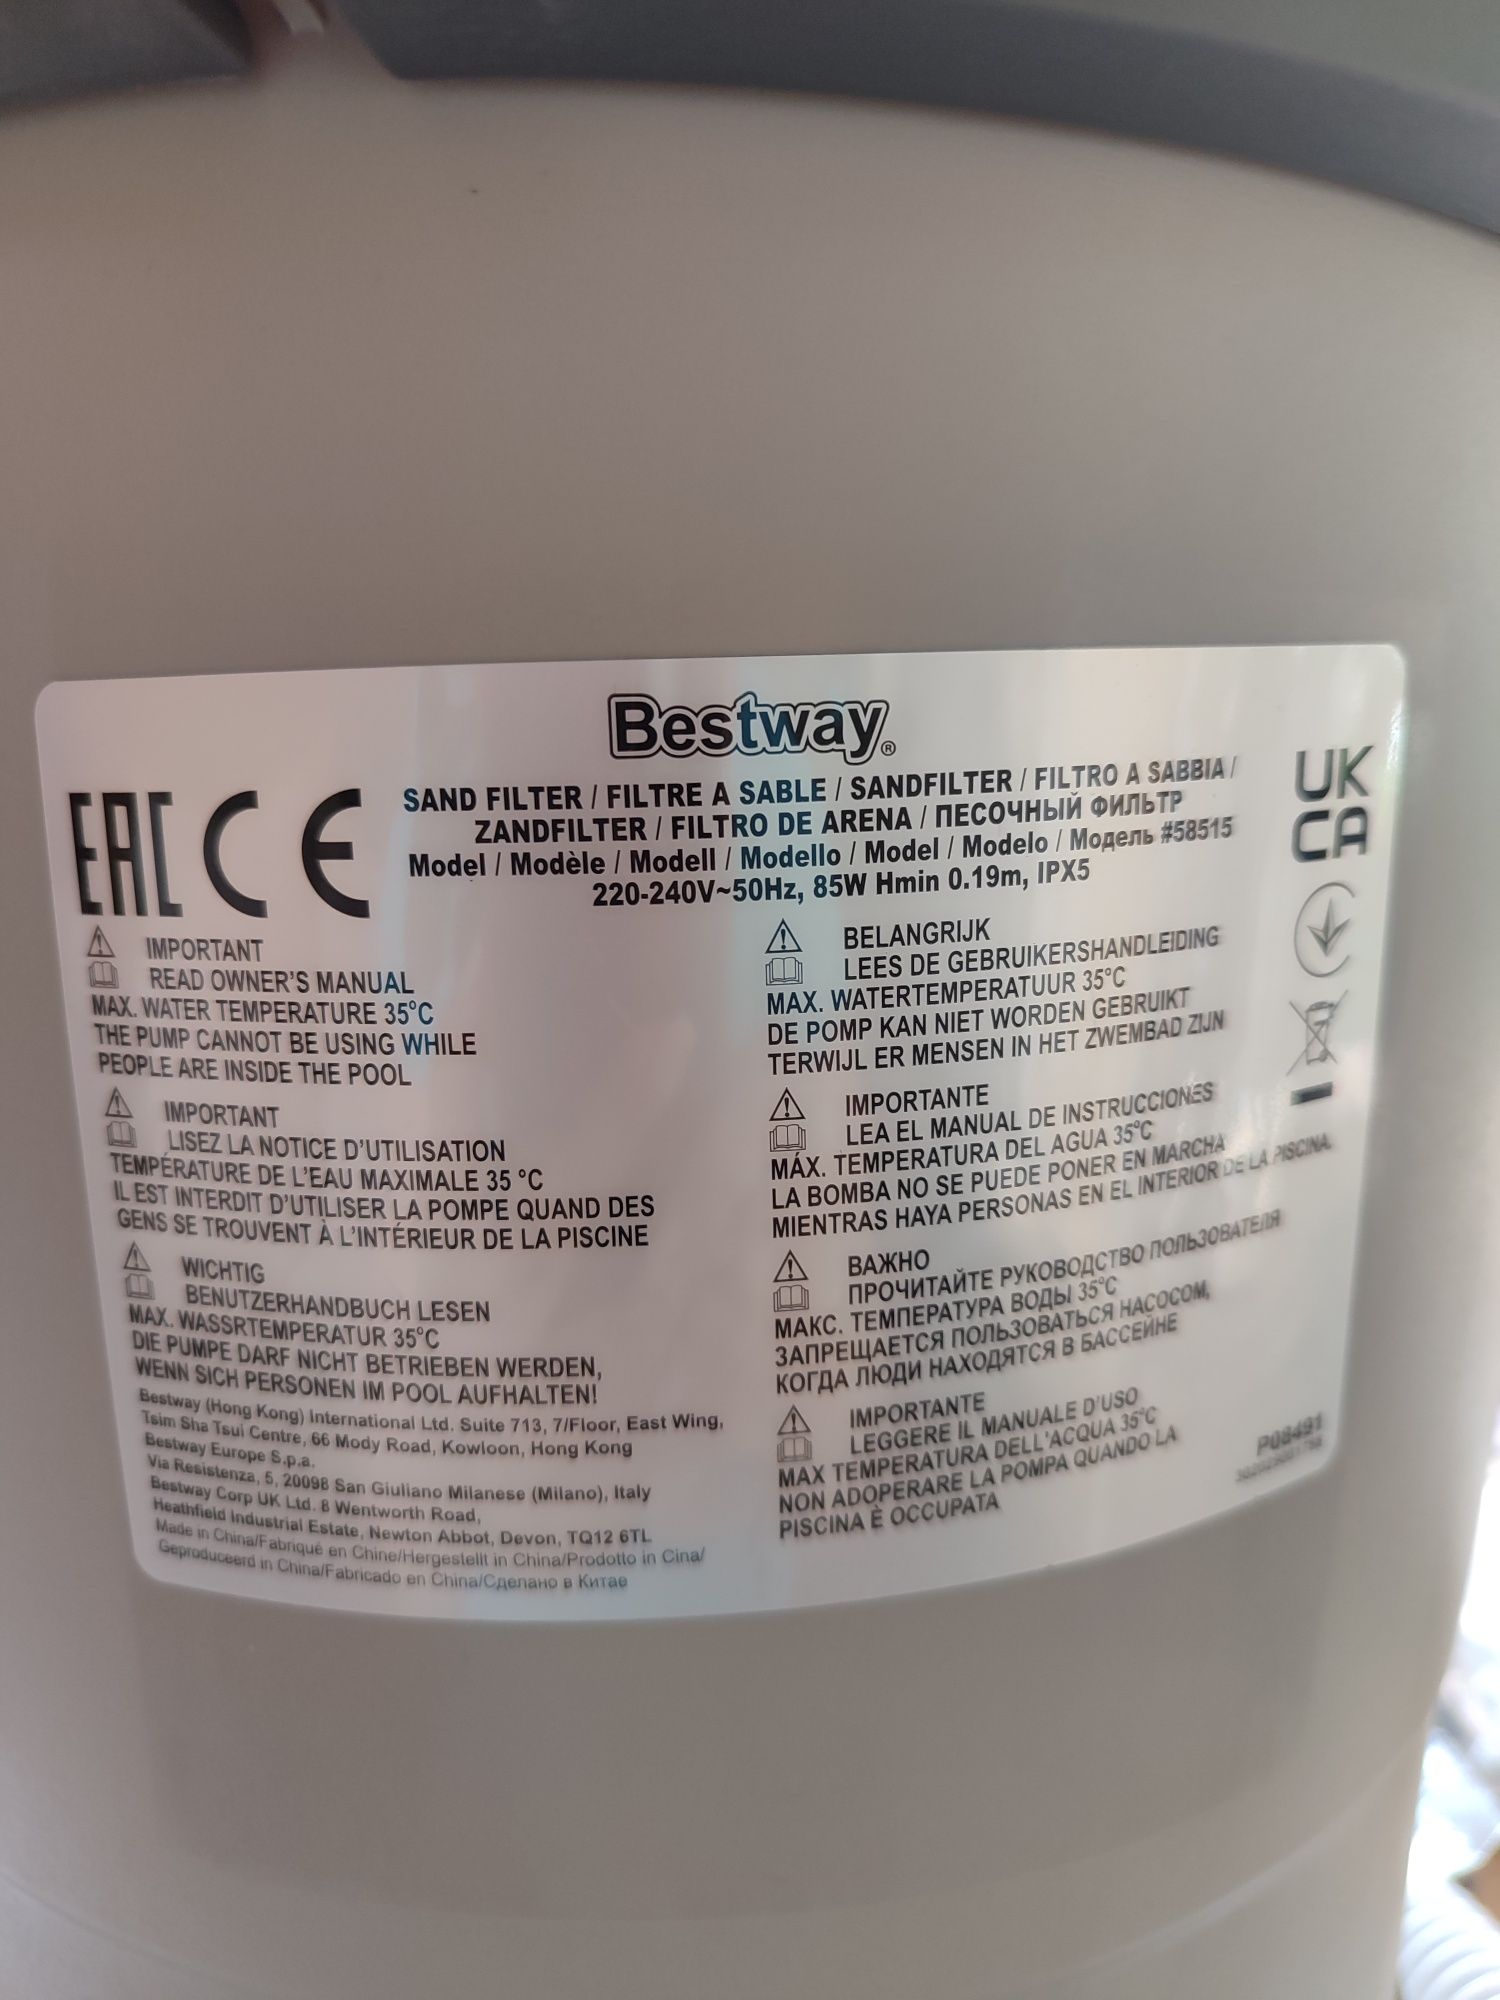 Bestway®
EAC CE
UK
CA
SAND FILTER / FILTRE A SABLE / SANDFILTER / FILTRO A SABBIA /
ZANDFILTER / FILTRO DE ARENA / ПЕСОЧНЫЙ ФИЛЬТР
Model / Modèle / Modell / Modello / Model / Modelo / Модель #58515
220-240V~50Hz, 85W Hmin 0.19m, IPX5
IMPORTANT
READ OWNER'S MANUAL
MAX. WATER TEMPERATURE 35°C
THE PUMP CANNOT BE USING WHILE
PEOPLE ARE INSIDE THE POOL
IMPORTANT
LISEZ LA NOTICE D'UTILISATION
TEMPÉRATURE DE L'EAU MAXIMALE 35 °C
IL EST INTERDIT D'UTILISER LA POMPE QUAND DES
GENS SE TROUVENT À L'INTÉRIEUR DE LA PISCINE
WICHTIG
BENUTZERHANDBUCH LESEN
MAX. WASSRTEMPERATUR 35°C
DIE PUMPE DARF NICHT BETRIEBEN WERDEN,
WENN SICH PERSONEN IM POOL AUFHALTEN!
Bestway (Hong Kong) International Ltd. Suite 713, 7/Floor, East Wing,
Tsim Sha Tsui Centre, 66 Mody Road, Kowloon, Hong Kong
Bestway Europe S.p.a.
Via Resistenza, 5, 20098 San Giuliano Milanese (Milano), Italy
Bestway Corp UK Ltd. 8 Wentworth Road,
Heathfield Industrial Estate, Newton Abbot, Devon, TQ12 6TL
Made in China/Fabriqué en Chine/Hergestellt in China/Prodotto in Cina/
Geproduceerd in China/Fabricado en China/Сделано в Китае
BELANGRIJK
LEES DE GEBRUIKERSHANDLEIDING
MAX. WATERTEMPERATUUR 35°C
DE POMP KAN NIET WORDEN GEBRUIKT
TERWIJL ER MENSEN IN HET ZWEMBAD ZIJN
IMPORTANTE
LEA EL MANUAL DE INSTRUCCIONES
MÁX. TEMPERATURA DEL AGUA 35°C
LA BOMBA NO SE PUEDE PONER EN MARCHA
MIENTRAS HAYA PERSONAS EN EL INTERIOR DE LA PISCINA.
ВАЖНО
ПРОЧИТАЙТЕ РУКОВОДСТВО ПОЛЬЗОВАТЕЛЯ
МАКС. ТЕМПЕРАТУРА ВОДЫ 35°C
ЗАПРЕЩАЕТСЯ ПОЛЬЗОВАТЬСЯ НАСОСОМ,
КОГДА ЛЮДИ НАХОДЯТСЯ В БАССЕЙНЕ
IMPORTANTE
LEGGERE IL MANUALE D'USO
MAX TEMPERATURA DELL'ACQUA 35°C
NON ADOPERARE LA POMPA QUANDO LA
PISCINA È OCCUPATA
P08491